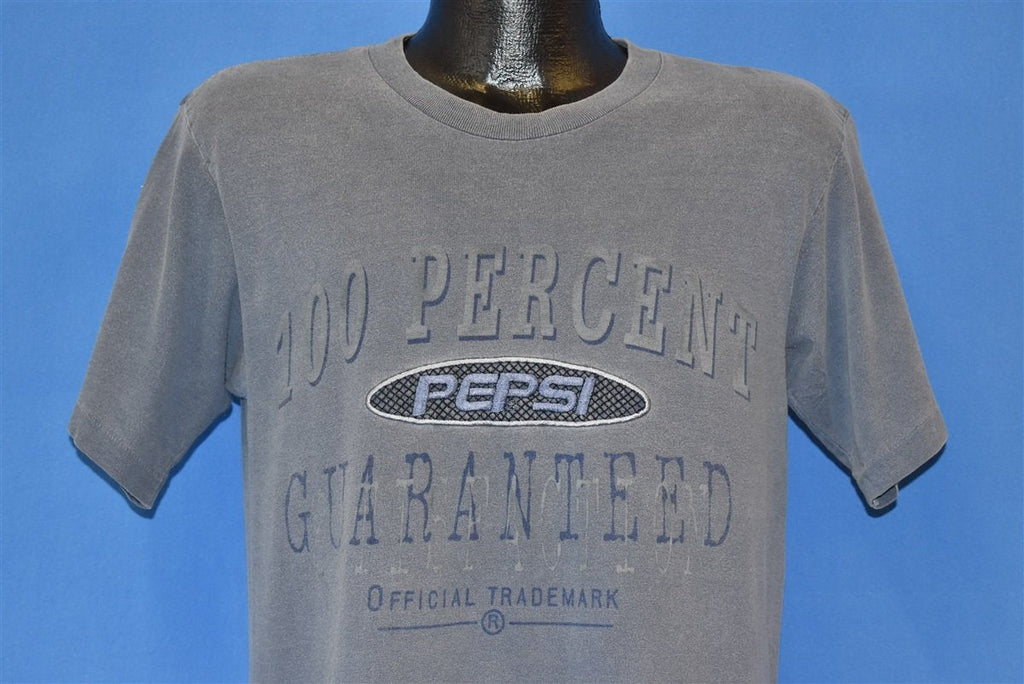 100 PERCENT
PEPSI
GUARANTEED
OFFICIAL TRADEMARK
®